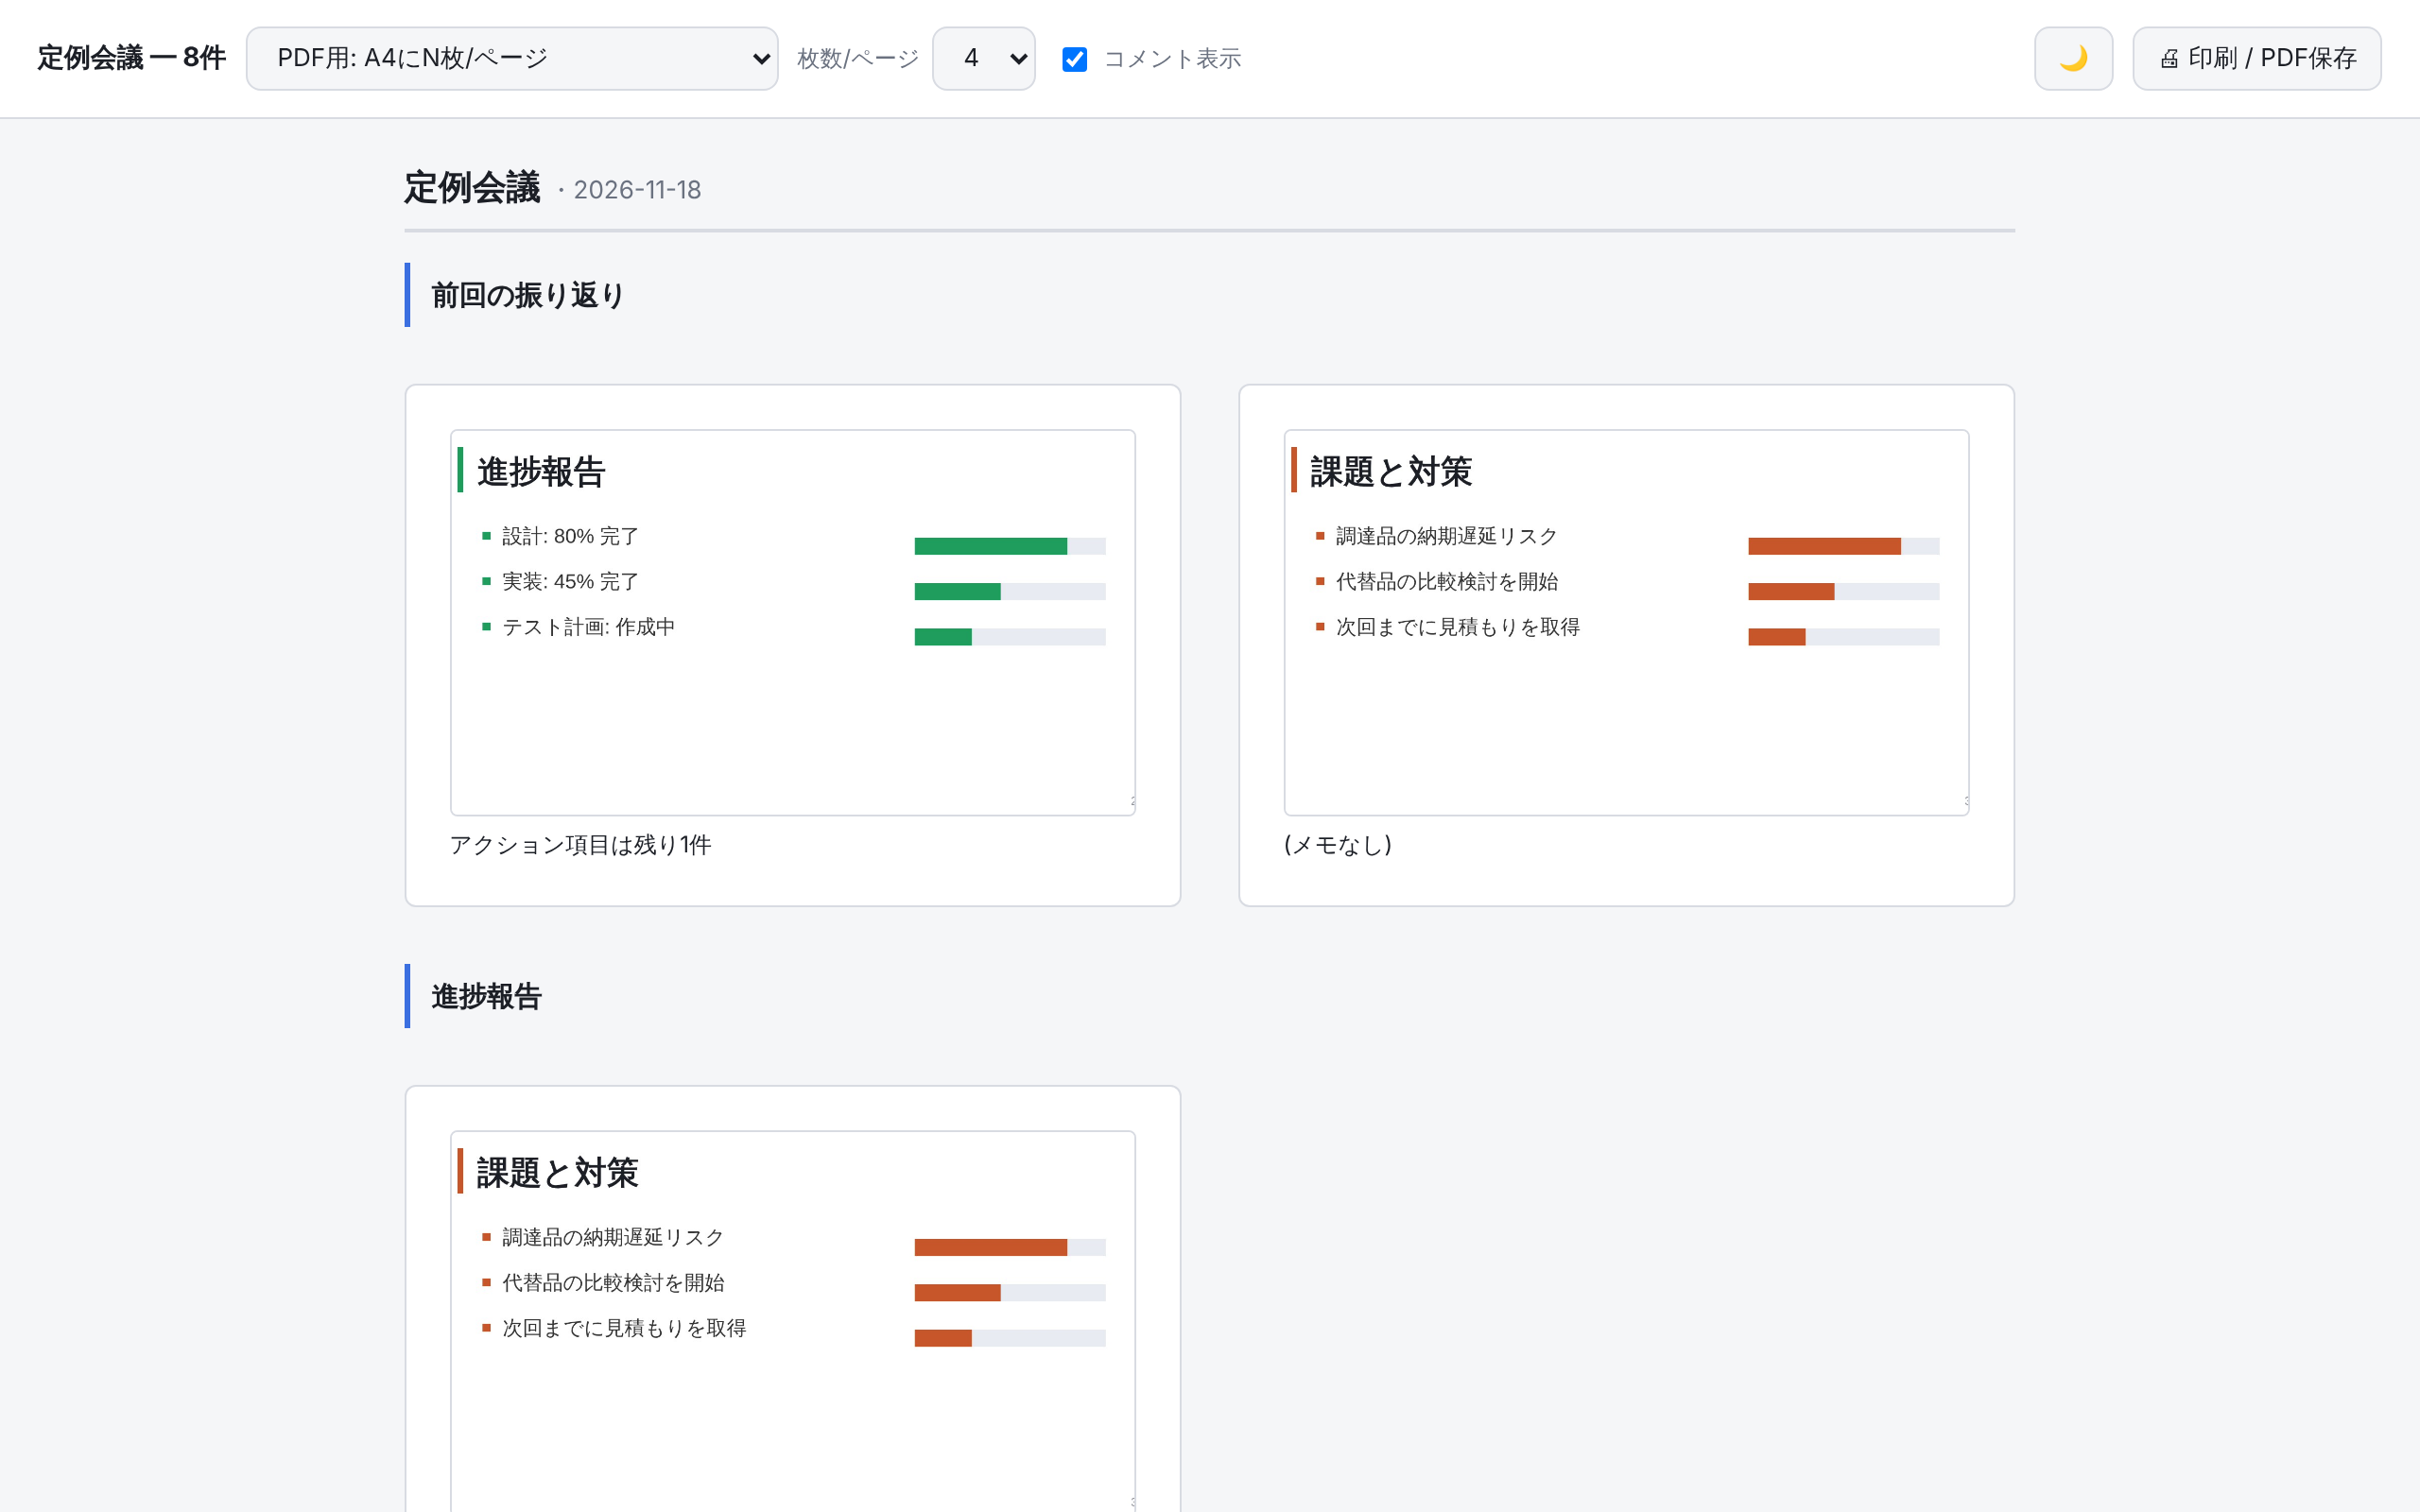 定例会議 — 8件
PDF用: A4にN枚/ページ
枚数/ページ
4
コメント表示
印刷 / PDF保存
定例会議 · 2026-11-18
前回の振り返り
進捗報告
設計: 80% 完了
実装: 45% 完了
テスト計画: 作成中
アクション項目は残り1件
課題と対策
調達品の納期遅延リスク
代替品の比較検討を開始
次回までに見積もりを取得
(メモなし)
進捗報告
課題と対策
調達品の納期遅延リスク
代替品の比較検討を開始
次回までに見積もりを取得